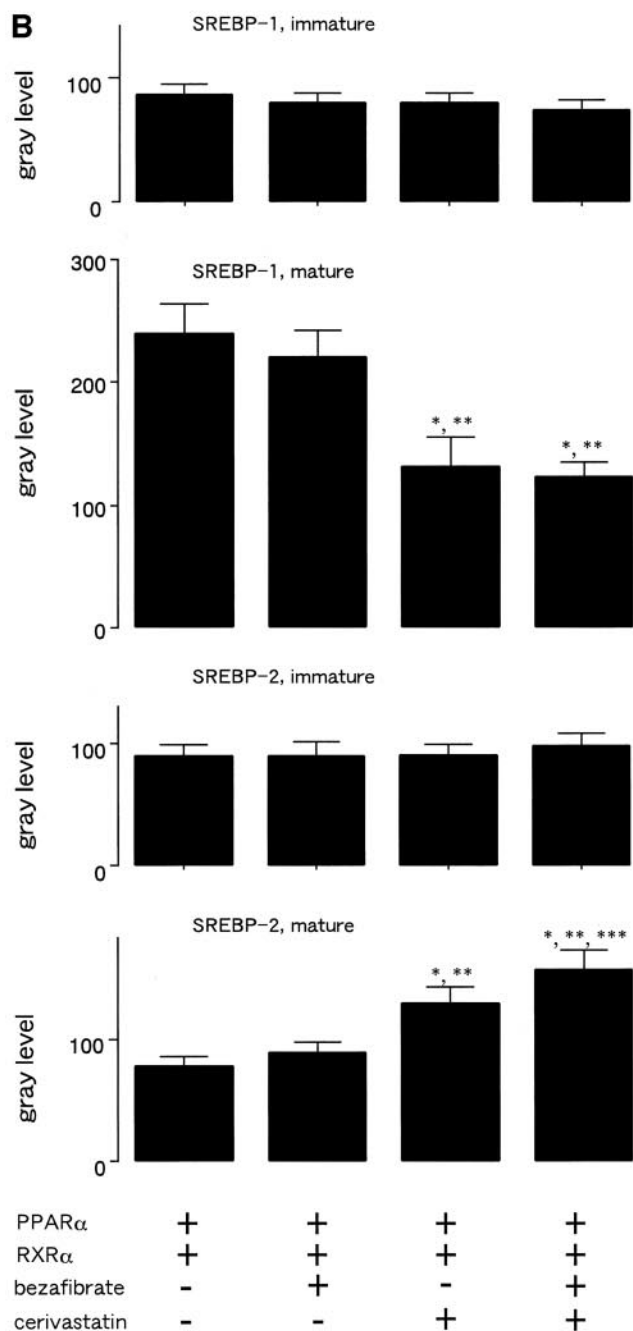 B
SREBP-1, immature
gray level
100
0
SREBP-1, mature
gray level
300
200
100
0
*, **
*, **
SREBP-2, immature
gray level
100
0
SREBP-2, mature
gray level
100
0
*, **
*, **, ***
PPARα + + + +
RXRα + + + +
bezafibrate - + - +
cerivastatin - - + +